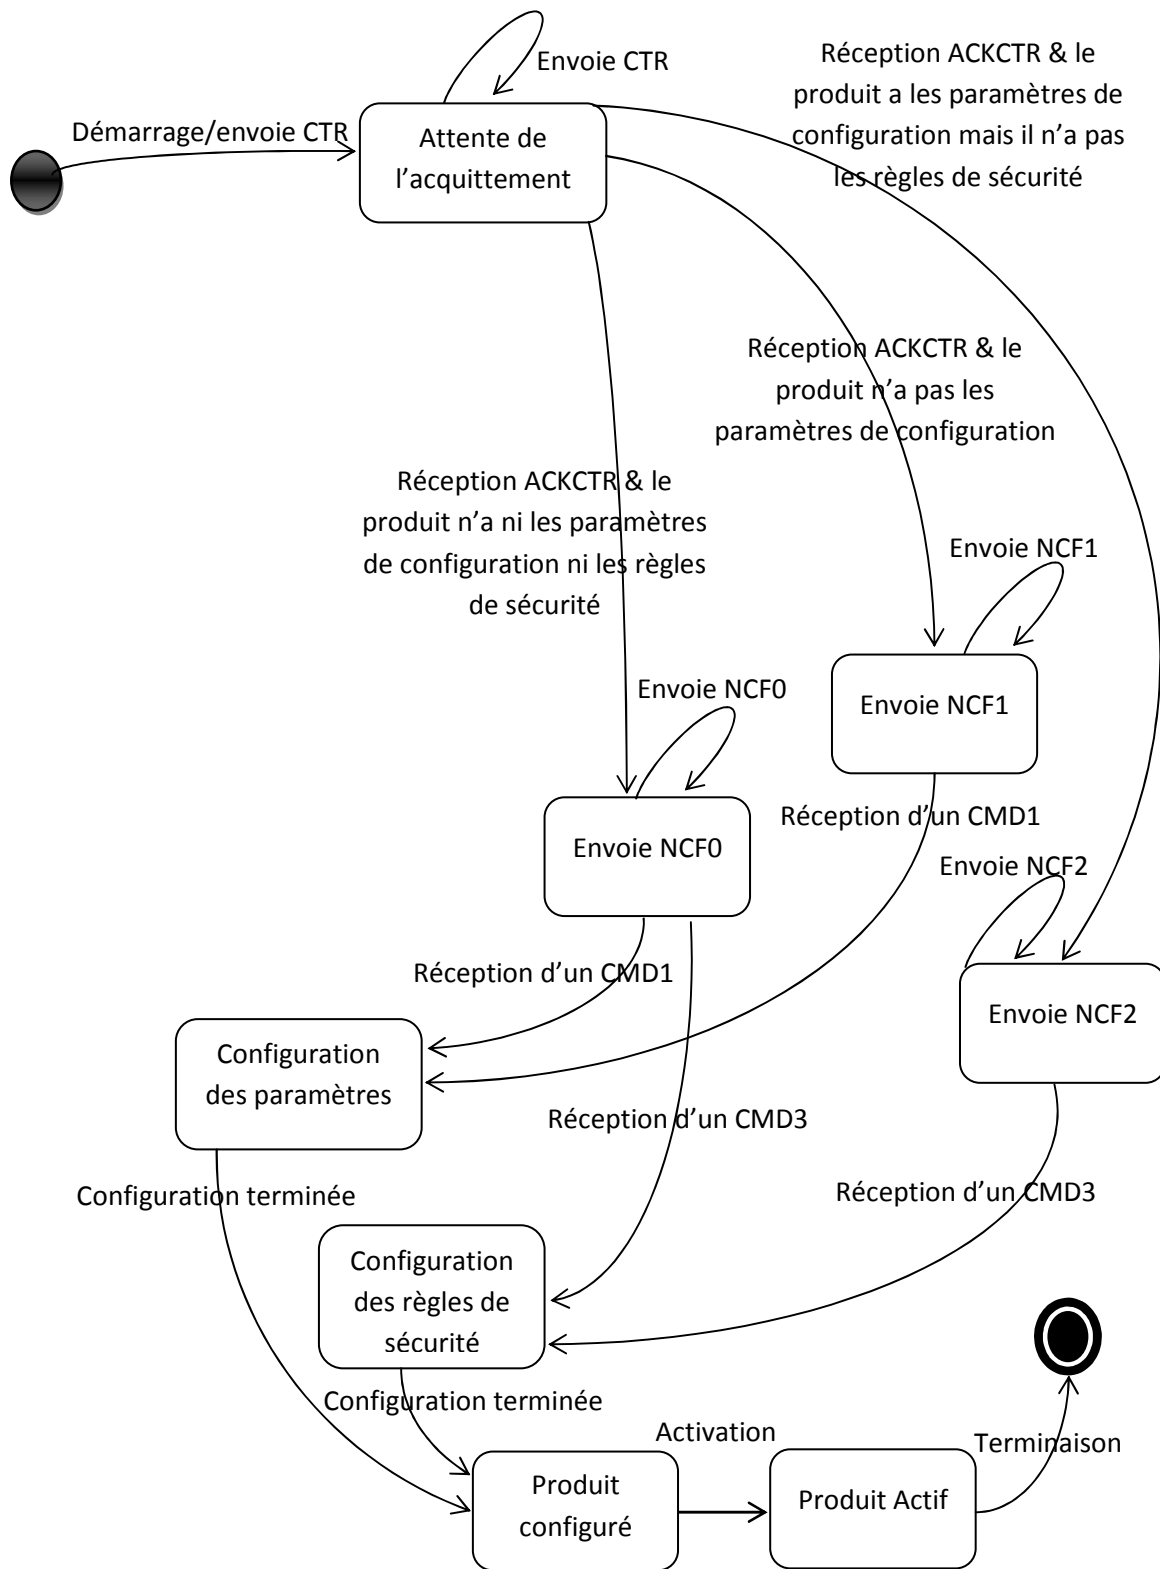 Envoie CTR
Réception ACKCTR & le
produit a les paramètres de
configuration mais il n’a pas
les règles de sécurité
Démarrage/envoie CTR
Attente de
l’acquittement
Réception ACKCTR & le
produit n’a pas les
paramètres de configuration
Réception ACKCTR & le
produit n’a ni les paramètres
de configuration ni les règles
de sécurité
Envoie NCF1
Envoie NCF1
Envoie NCF0
Envoie NCF0
Réception d’un CMD1
Envoie NCF2
Envoie NCF2
Réception d’un CMD1
Configuration
des paramètres
Réception d’un CMD3
Configuration terminée
Réception d’un CMD3
Configuration
des règles de
sécurité
Configuration terminée
Activation
Terminaison
Produit
configuré
Produit Actif